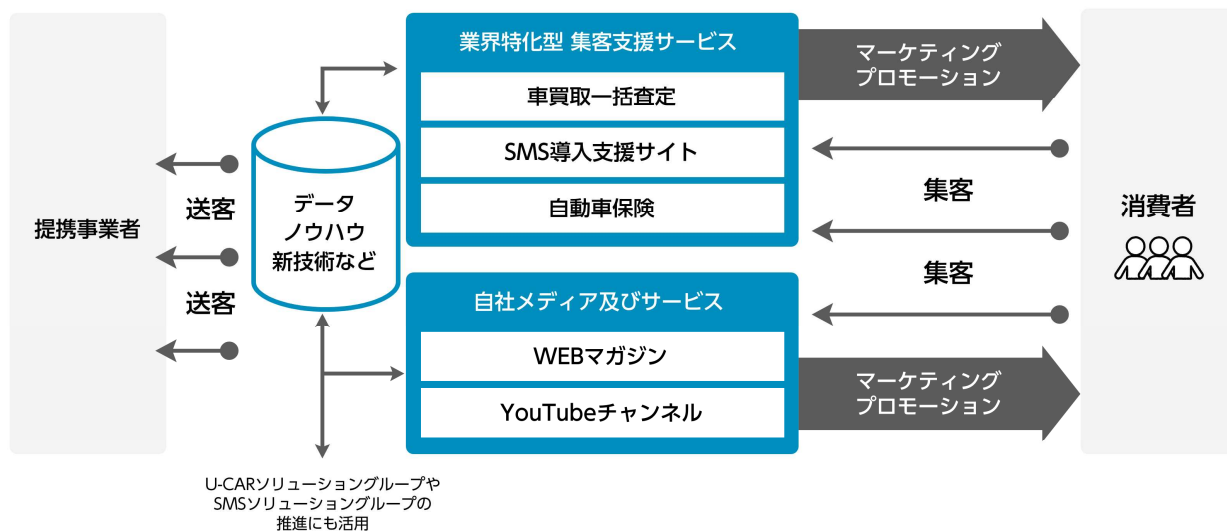 提携事業者
送客
送客
データ
ノウハウ
新技術など
U-CARソリューショングループや
SMSソリューショングループの
推進にも活用
業界特化型 集客支援サービス
車買取一括査定
SMS導入支援サイト
自動車保険
自社メディア及びサービス
WEBマガジン
YouTubeチャンネル
マーケティング
プロモーション
集客
集客
マーケティング
プロモーション
消費者